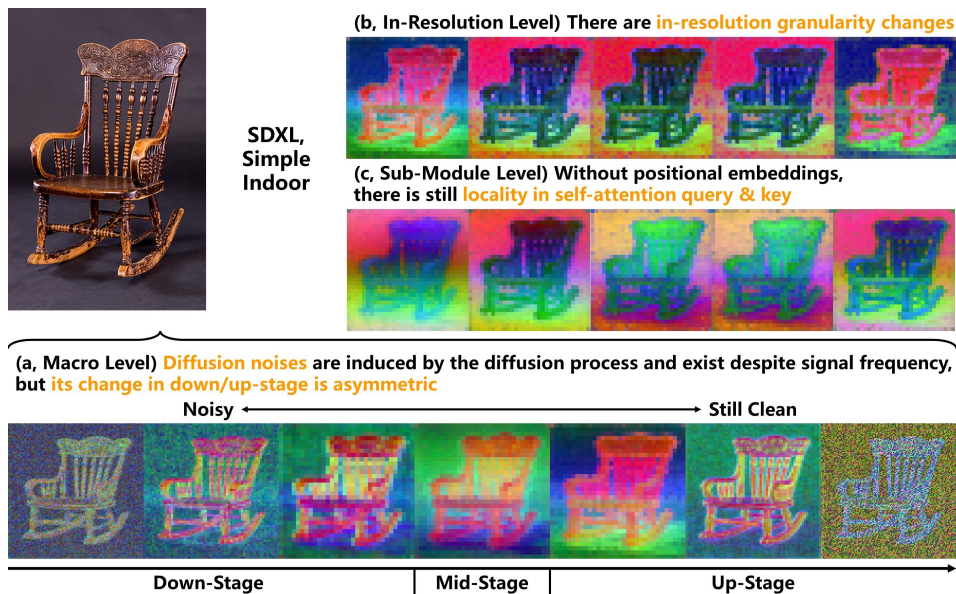 (b, In-Resolution Level) There are in-resolution granularity changes
SDXL,
Simple
Indoor
(c, Sub-Module Level) Without positional embeddings,
there is still locality in self-attention query & key
(a, Macro Level) Diffusion noises are induced by the diffusion process and exist despite signal frequency,
but its change in down/up-stage is asymmetric
Noisy
Still Clean
Down-Stage
Mid-Stage
Up-Stage